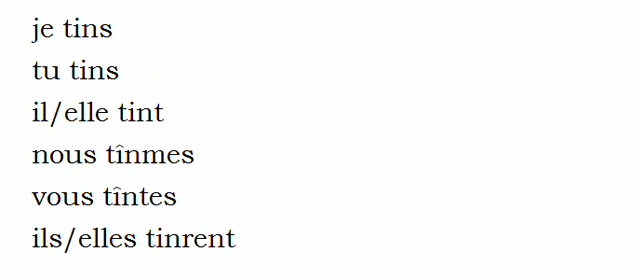 je tins
tu tins
il/elle tint
nous tînmes
vous tîntes
ils/elles tinrent